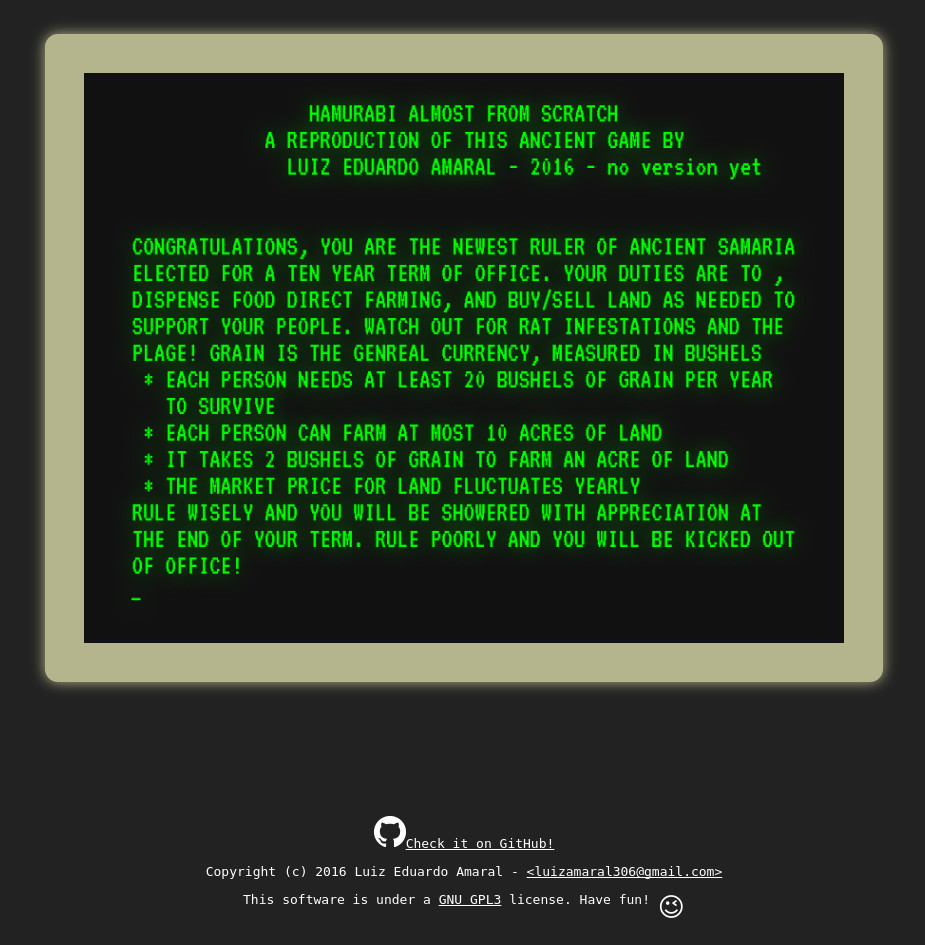 HAMURABI ALMOST FROM SCRATCH
A REPRODUCTION OF THIS ANCIENT GAME BY
LUIZ EDUARDO AMARAL - 2016 - no version yet
CONGRATULATIONS, YOU ARE THE NEWEST RULER OF ANCIENT SAMARIA
ELECTED FOR A TEN YEAR TERM OF OFFICE. YOUR DUTIES ARE TO ,
DISPENSE FOOD DIRECT FARMING, AND BUY/SELL LAND AS NEEDED TO
SUPPORT YOUR PEOPLE. WATCH OUT FOR RAT INFESTATIONS AND THE
PLAGE! GRAIN IS THE GENREAL CURRENCY, MEASURED IN BUSHELS
* EACH PERSON NEEDS AT LEAST 20 BUSHELS OF GRAIN PER YEAR
TO SURVIVE
* EACH PERSON CAN FARM AT MOST 10 ACRES OF LAND
* IT TAKES 2 BUSHELS OF GRAIN TO FARM AN ACRE OF LAND
* THE MARKET PRICE FOR LAND FLUCTUATES YEARLY
RULE WISELY AND YOU WILL BE SHOWERED WITH APPRECIATION AT
THE END OF YOUR TERM. RULE POORLY AND YOU WILL BE KICKED OUT
OF OFFICE!
_
Check it on GitHub!
Copyright (c) 2016 Luiz Eduardo Amaral - <luizamaral306@gmail.com>
This software is under a GNU GPL3 license. Have fun!